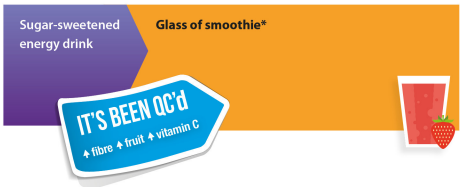 Sugar-sweetened
energy drink
Glass of smoothie*
IT'S BEEN QC'd
↑ fibre ↑ fruit ↑ vitamin C